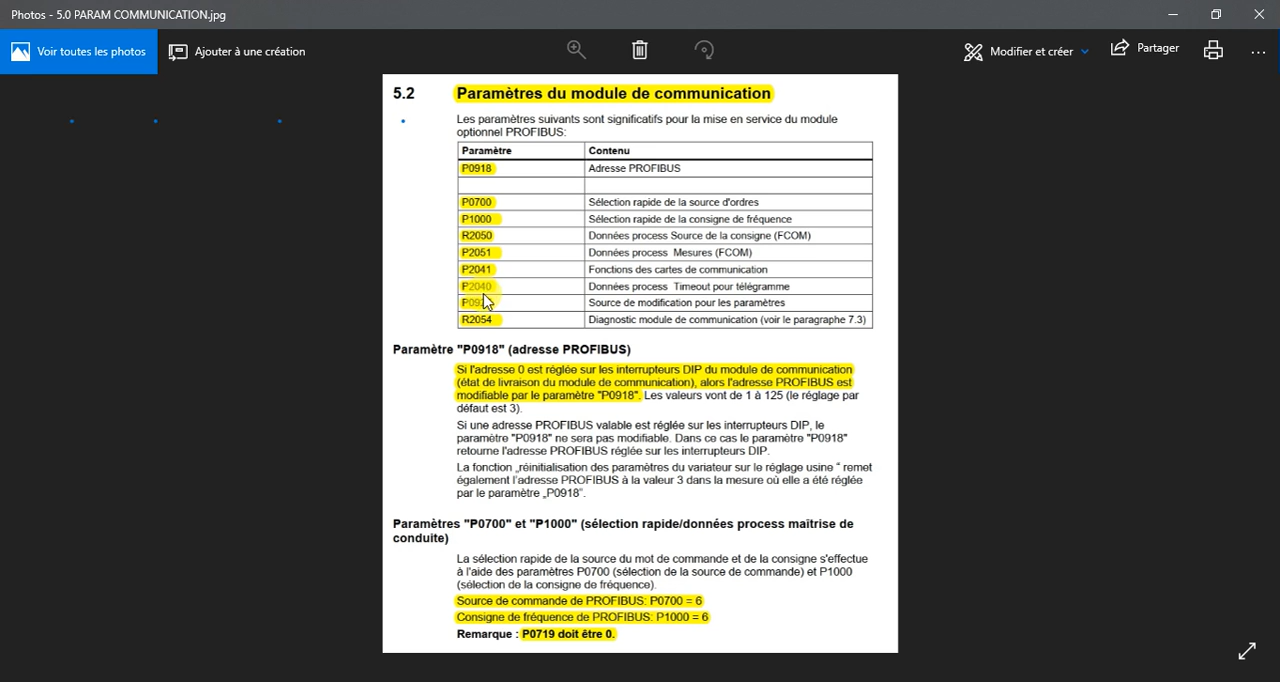 Photos - 5.0 PARAM COMMUNICATION.jpg
Voir toutes les photos
Ajouter à une création
Modifier et créer
Partager
5.2 Paramètres du module de communication
Les paramètres suivants sont significatifs pour la mise en service du module
optionnel PROFIBUS:
Paramètre Contenu
P0918 Adresse PROFIBUS
P0700 Sélection rapide de la source d'ordres
P1000 Sélection rapide de la consigne de fréquence
R2050 Données process Source de la consigne (FCOM)
P2051 Données process Mesures (FCOM)
P2041 Fonctions des cartes de communication
P2040 Données process Timeout pour télégramme
Source de modification pour les paramètres
R2054 Diagnostic module de communication (voir le paragraphe 7.3)
Paramètre "P0918" (adresse PROFIBUS)
Si l'adresse 0 est réglée sur les interrupteurs DIP du module de communication
(état de livraison du module de communication), alors l'adresse PROFIBUS est
modifiable par le paramètre "P0918". Les valeurs vont de 1 à 125 (le réglage par
défaut est 3).
Si une adresse PROFIBUS valable est réglée sur les interrupteurs DIP, le
paramètre "P0918" ne sera pas modifiable. Dans ce cas le paramètre "P0918"
retourne l'adresse PROFIBUS réglée sur les interrupteurs DIP.
La fonction „réinitialisation des paramètres du variateur sur le réglage usine “ remet
également l'adresse PROFIBUS à la valeur 3 dans la mesure où elle a été réglée
par le paramètre „P0918”.
Paramètres "P0700" et "P1000" (sélection rapide/données process maîtrise de
conduite)
La sélection rapide de la source du mot de commande et de la consigne s'effectue
à l'aide des paramètres P0700 (sélection de la source de commande) et P1000
(sélection de la consigne de fréquence).
Source de commande de PROFIBUS: P0700 = 6
Consigne de fréquence de PROFIBUS: P1000 = 6
Remarque : P0719 doit être 0.